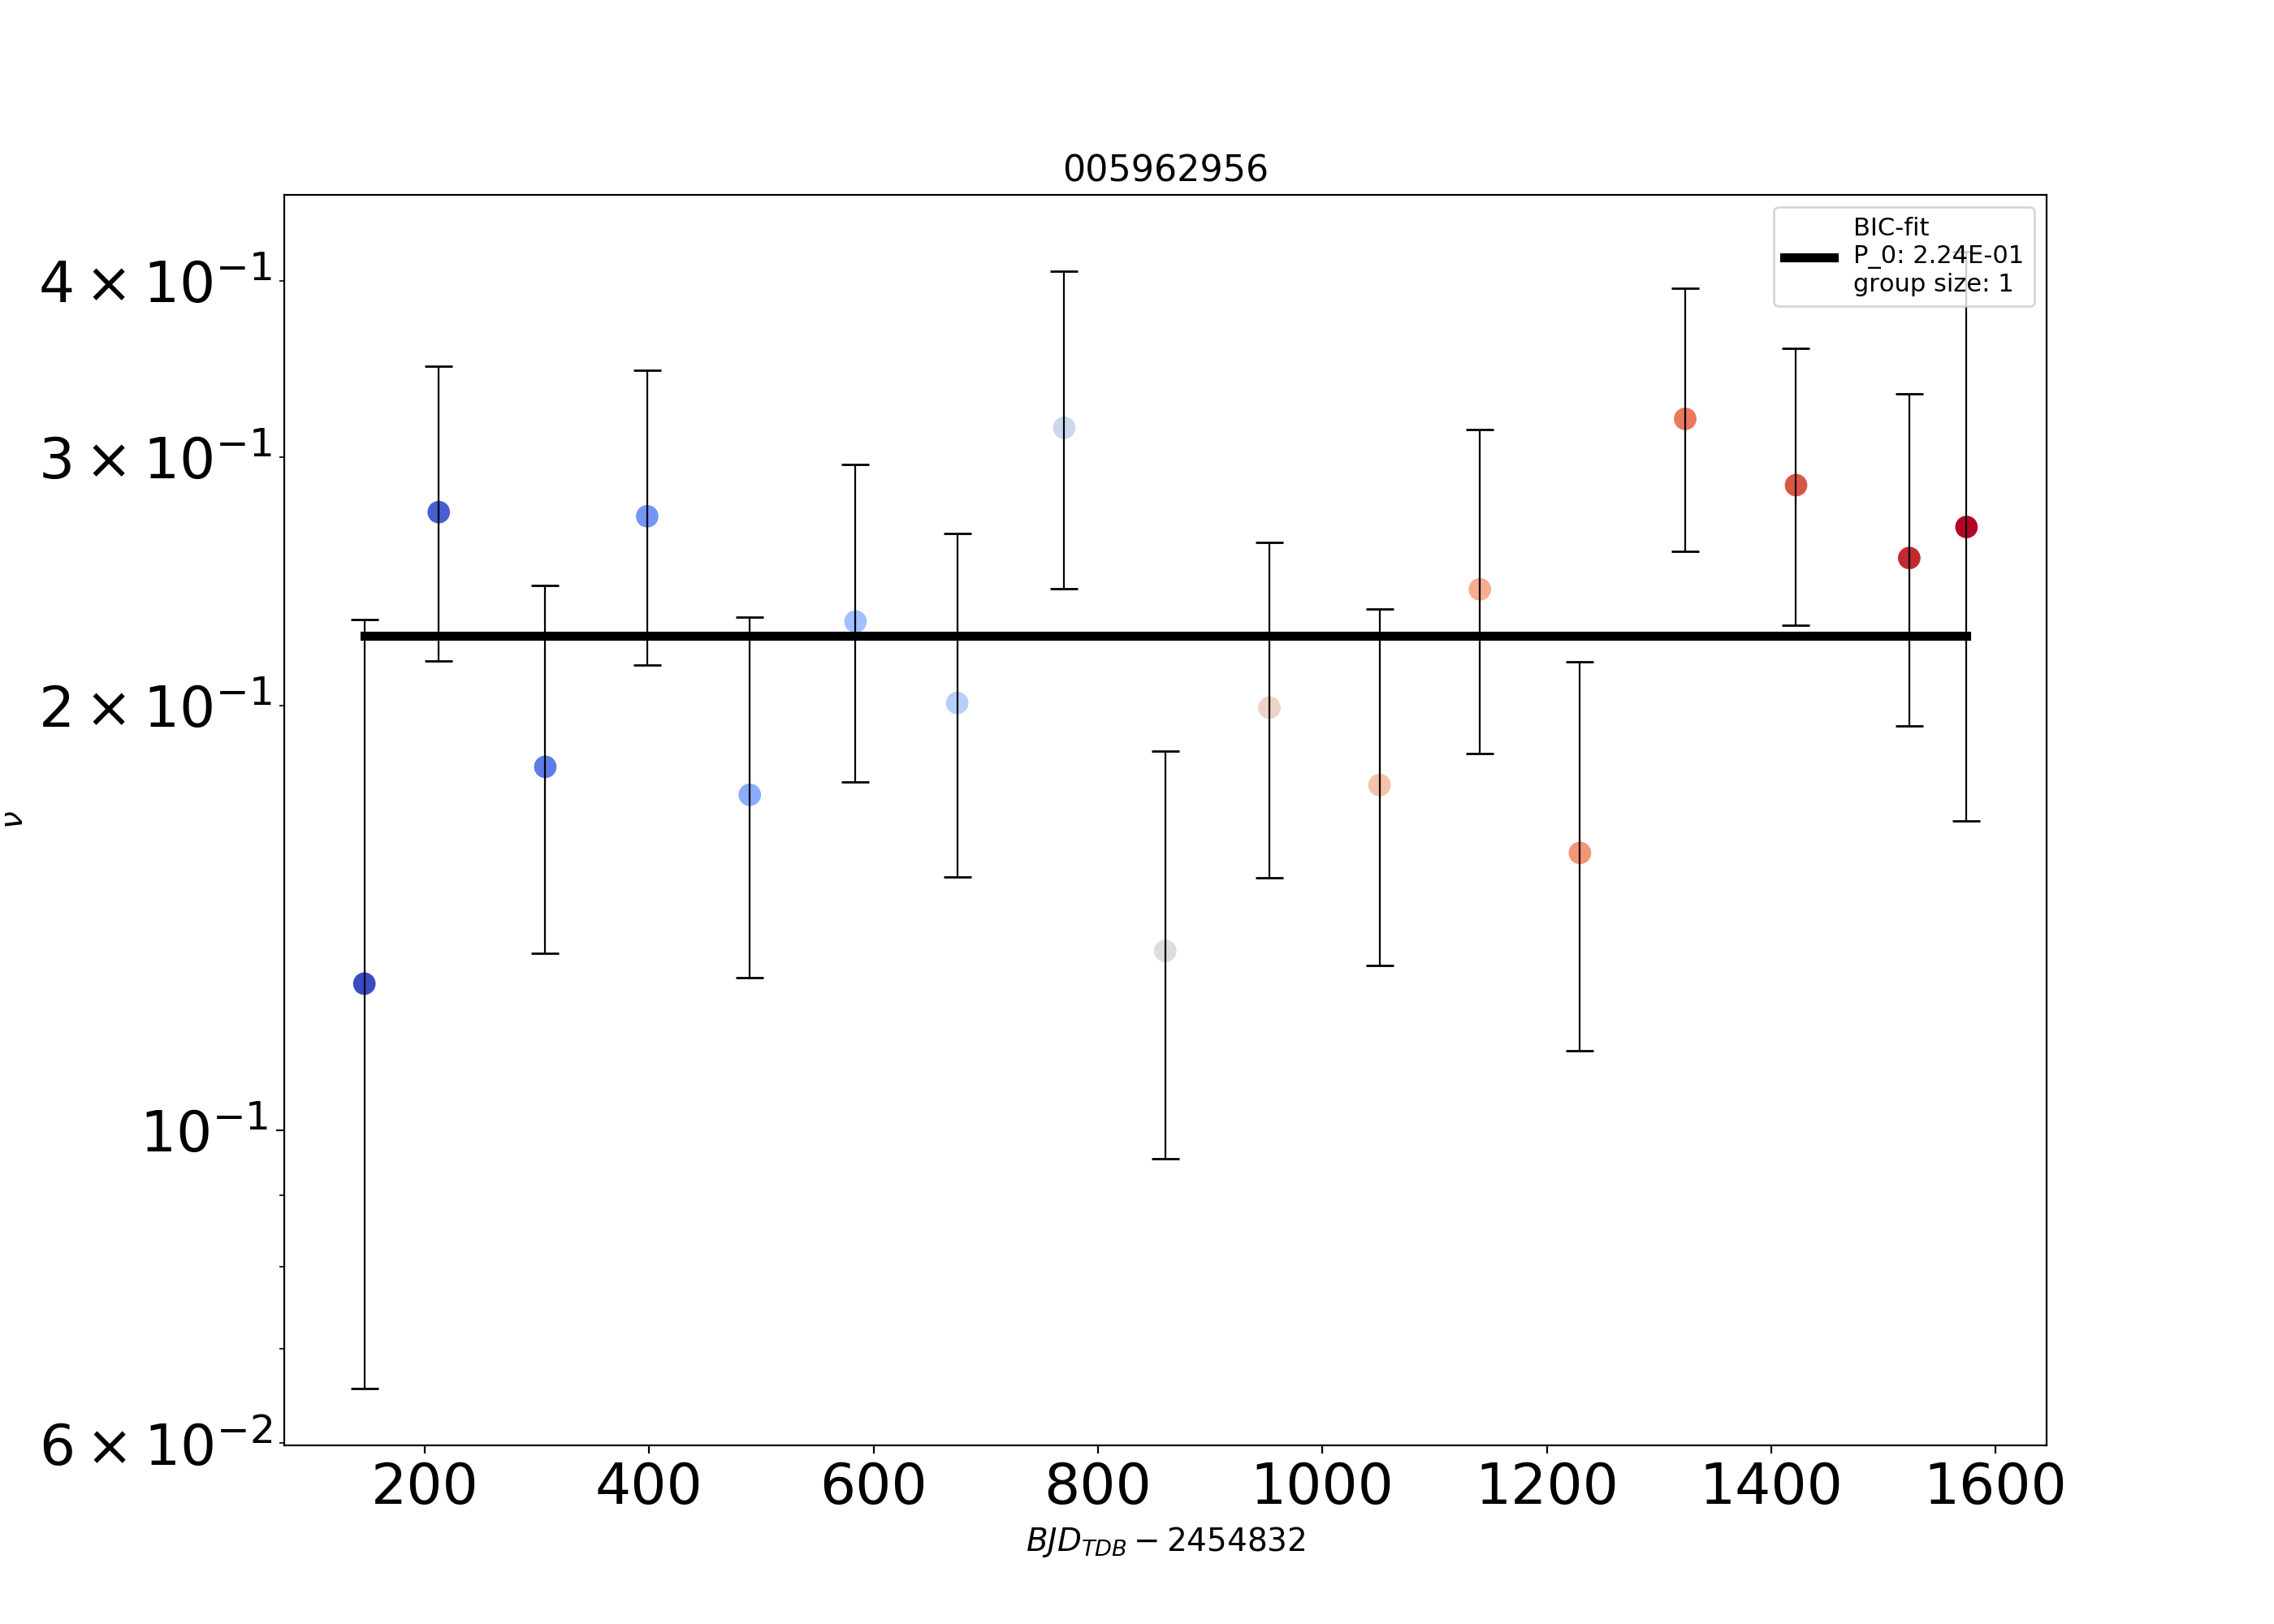 005962956
BIC-fit
P_0: 2.24E-01
group size: 1
4 × 10⁻¹
3 × 10⁻¹
2 × 10⁻¹
10⁻¹
6 × 10⁻²
ν
200 400 600 800 1000 1200 1400 1600
BJD_TDB − 2454832